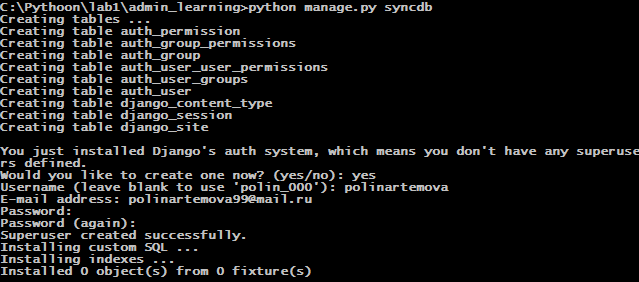 C:\Pythoon\lab1\admin_learning>python manage.py syncdb
Creating tables ...
Creating table auth_permission
Creating table auth_group_permissions
Creating table auth_group
Creating table auth_user_user_permissions
Creating table auth_user_groups
Creating table auth_user
Creating table django_content_type
Creating table django_session
Creating table django_site
You just installed Django's auth system, which means you don't have any superuse
rs defined.
Would you like to create one now? (yes/no): yes
Username (leave blank to use 'polin_000'): polinartemova
E-mail address: polinartemova99@mail.ru
Password:
Password (again):
Superuser created successfully.
Installing custom SQL ...
Installing indexes ...
Installed 0 object(s) from 0 fixture(s)